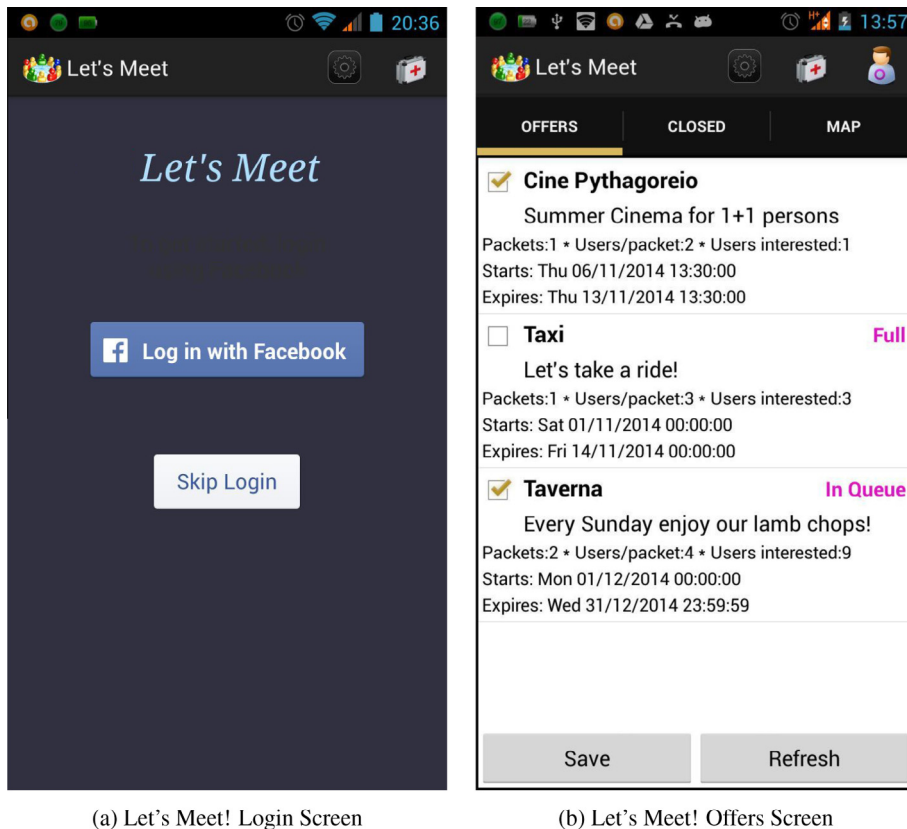 20:36
Let's Meet
Let's Meet
Log in with Facebook
Skip Login
(a) Let's Meet! Login Screen
13:57
Let's Meet
OFFERS CLOSED MAP
Cine Pythagoreio
Summer Cinema for 1+1 persons
Packets:1 * Users/packet:2 * Users interested:1
Starts: Thu 06/11/2014 13:30:00
Expires: Thu 13/11/2014 13:30:00
Taxi Full
Let's take a ride!
Packets:1 * Users/packet:3 * Users interested:3
Starts: Sat 01/11/2014 00:00:00
Expires: Fri 14/11/2014 00:00:00
Taverna In Queue
Every Sunday enjoy our lamb chops!
Packets:2 * Users/packet:4 * Users interested:9
Starts: Mon 01/12/2014 00:00:00
Expires: Wed 31/12/2014 23:59:59
Save Refresh
(b) Let's Meet! Offers Screen